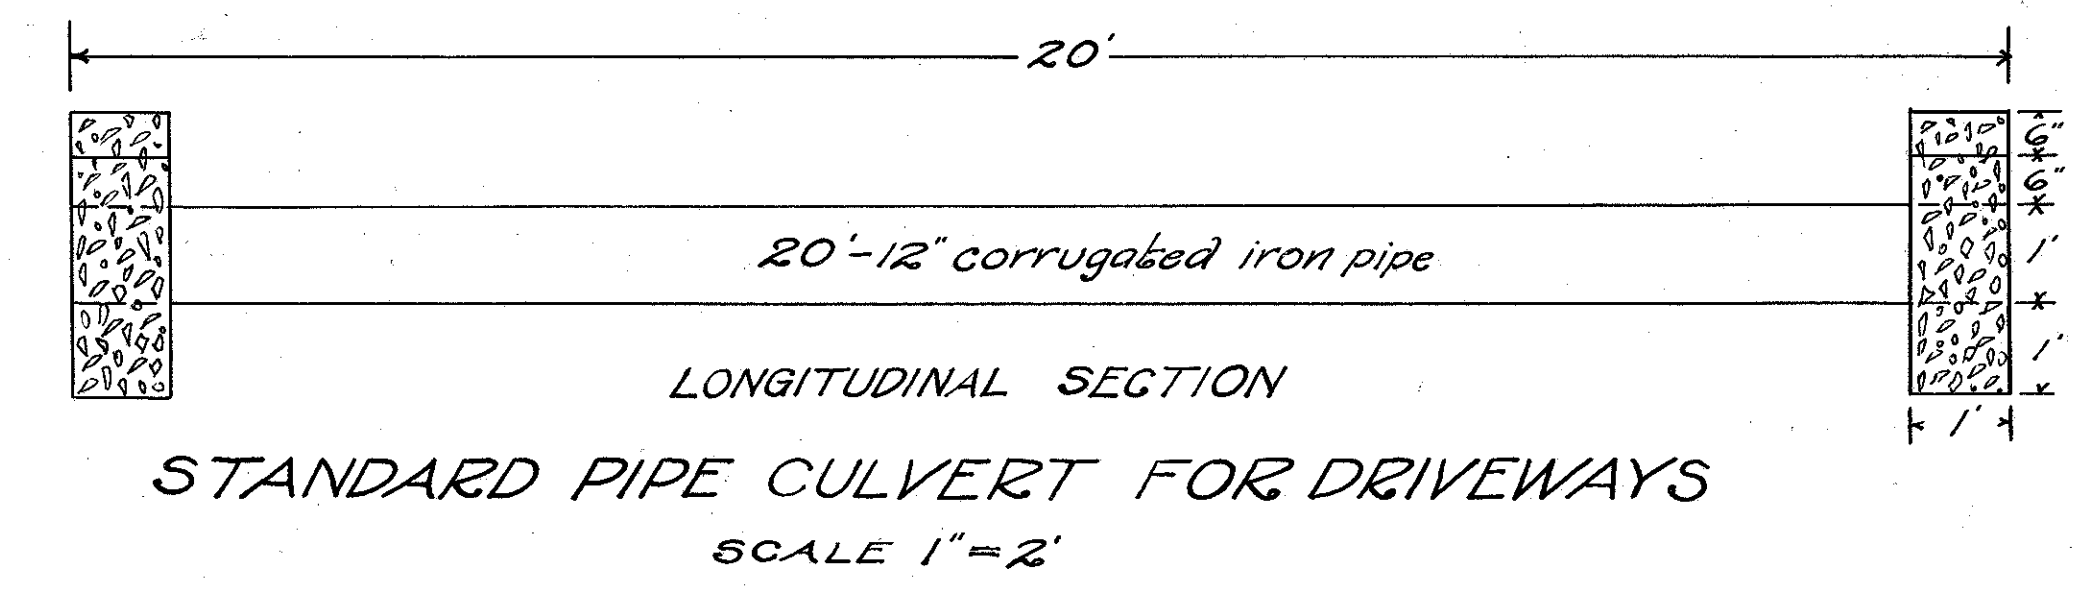 20'
6"
6"
1'
20'-12" corrugated iron pipe
1'
LONGITUDINAL SECTION
1'
STANDARD PIPE CULVERT FOR DRIVEWAYS
SCALE 1"=2'